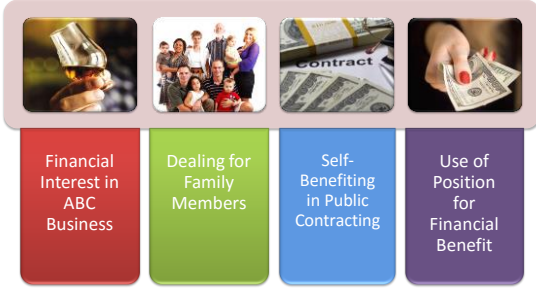 Contract
Financial
Interest in
ABC
Business
Dealing for
Family
Members
Self-
Benefiting
in Public
Contracting
Use of
Position
for
Financial
Benefit